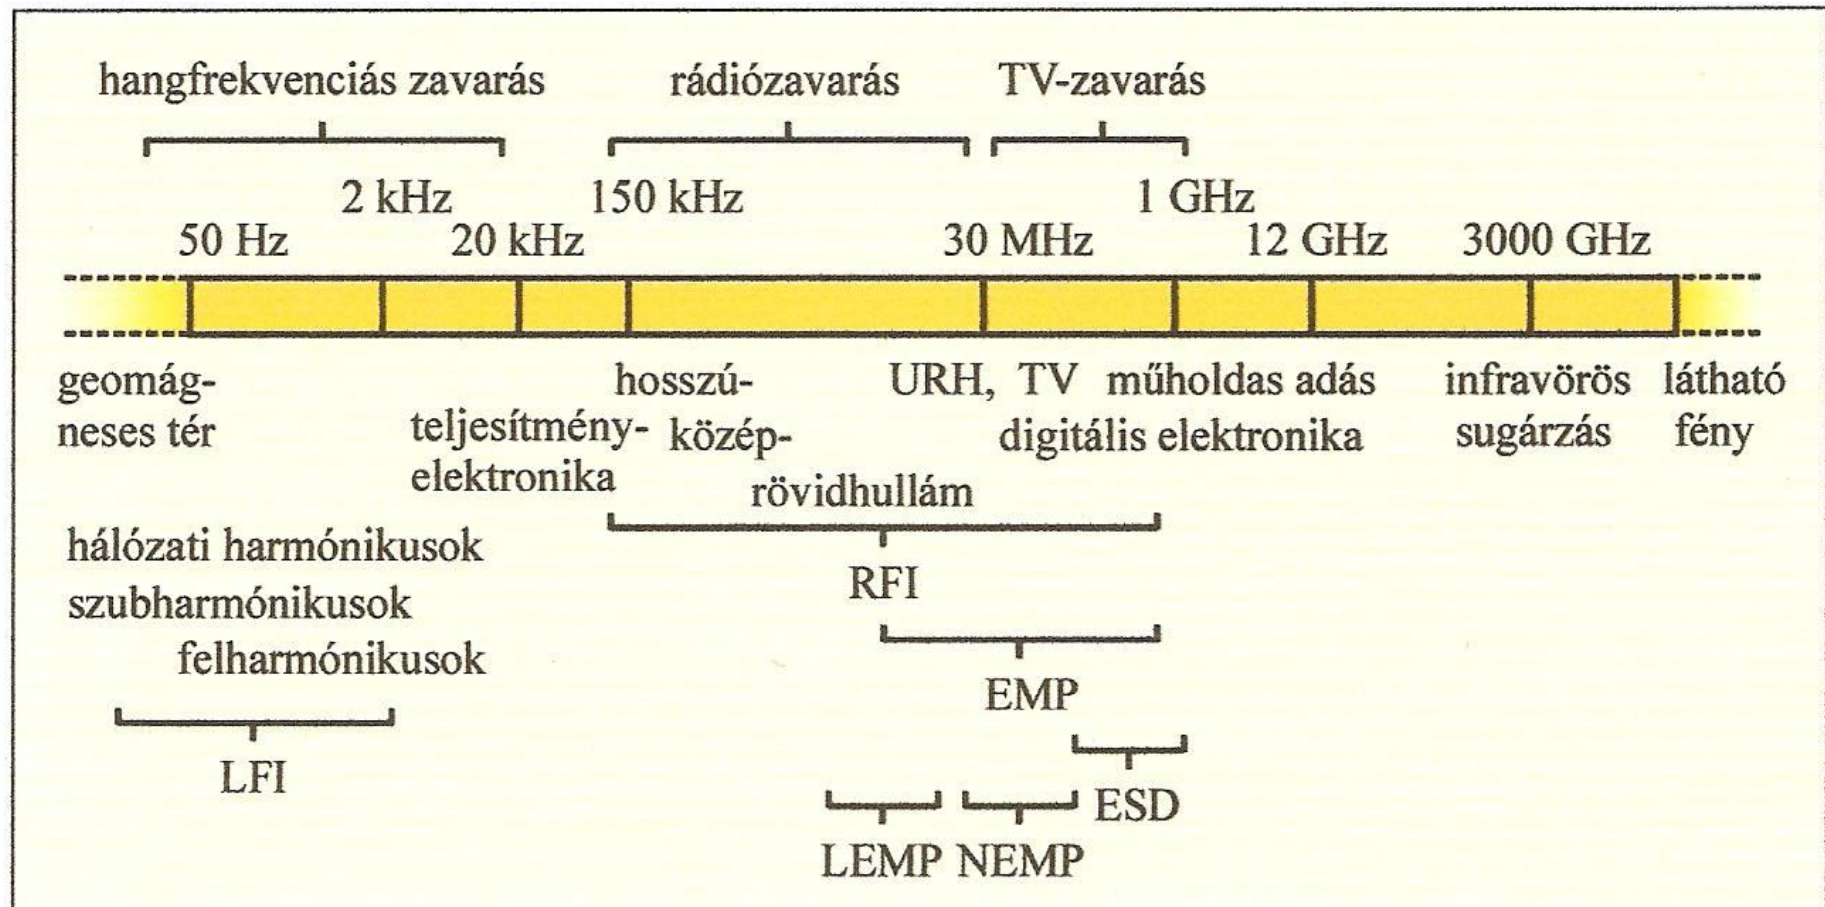 hangfrekvenciás zavarás rádiózavarás TV-zavarás
2 kHz 150 kHz 1 GHz
50 Hz 20 kHz 30 MHz 12 GHz 3000 GHz
geomág- hosszú- URH, TV műholdas adás infravörös látható
neses tér teljesítmény- közép- digitális elektronika sugárzás fény
elektronika rövidhullám
hálózati harmónikusok
RFI
szubharmónikusok
felharmónikusok
EMP
LFI
ESD
LEMP NEMP